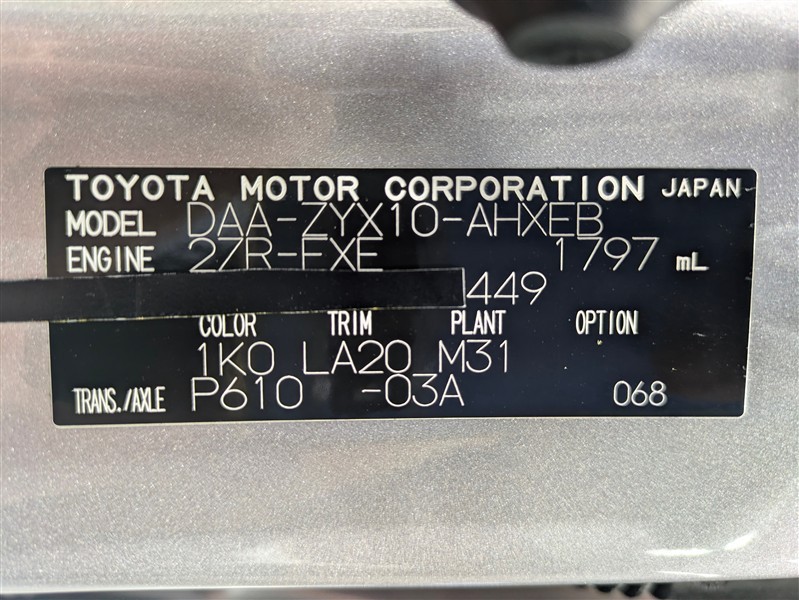 TOYOTA MOTOR CORPORATION JAPAN
MODEL DAA-ZYX10-AHXEB
ENGINE 2ZR-FXE 1797 mL
449
COLOR TRIM PLANT OPTION
1K0 LA20 M31
TRANS./AXLE P610 -03A 068